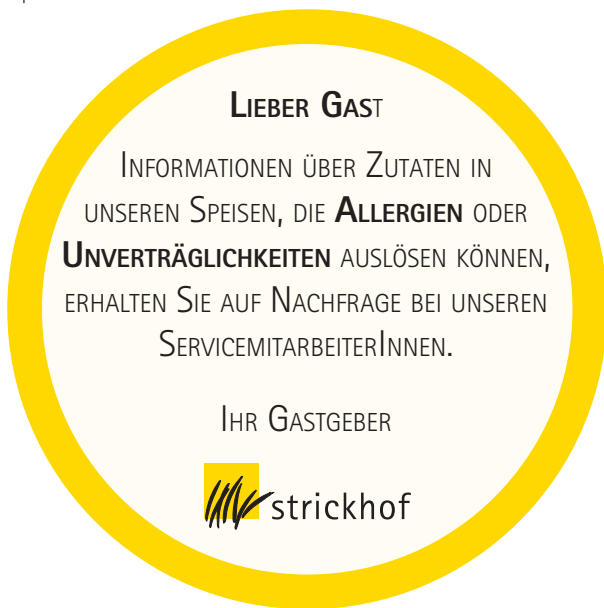 Lieber Gast
Informationen über Zutaten in
unseren Speisen, die Allergien oder
Unverträglichkeiten auslösen können,
erhalten Sie auf Nachfrage bei unseren
ServicemitarbeiterInnen.
Ihr Gastgeber
strickhof